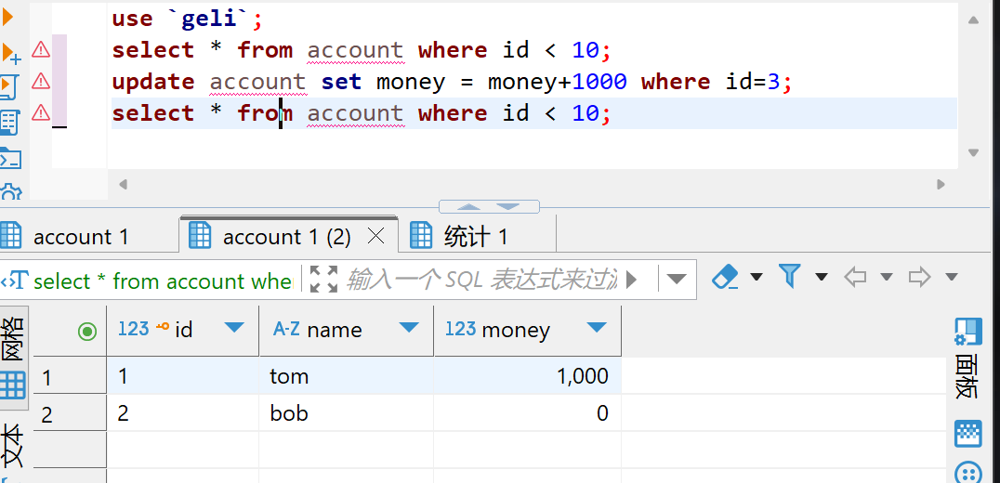 use `geli`;
select * from account where id < 10;
update account set money = money+1000 where id=3;
select * from account where id < 10;
account 1
account 1 (2)
统计 1
select * from account whe
输入一个 SQL 表达式来过滤
网格
文本
面板
123 id
A-Z name
123 money
1 1 tom 1,000
2 2 bob 0